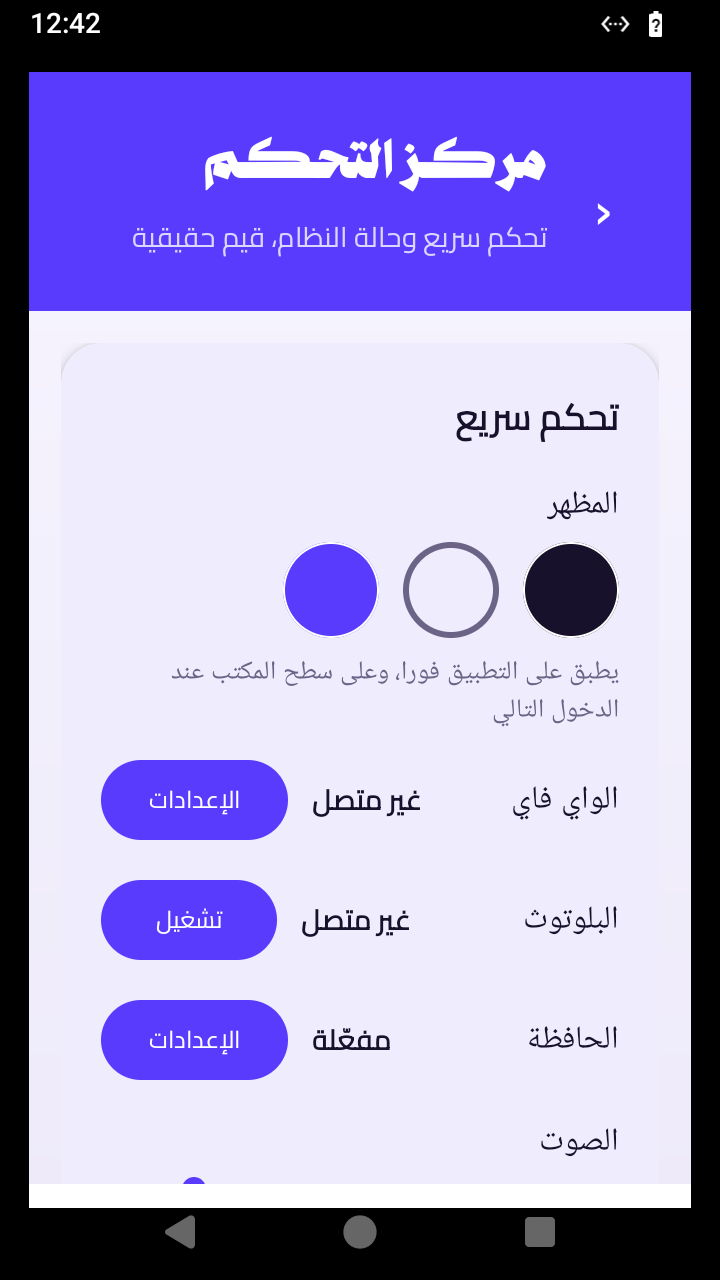 12:42
مركز التحكم
تحكم سريع وحالة النظام، قيم حقيقية
تحكم سريع
المظهر
يطبق على التطبيق فورا، وعلى سطح المكتب عند
الدخول التالي
الواي فاي غير متصل الإعدادات
البلوتوث غير متصل تشغيل
الحافظة مفعّلة الإعدادات
الصوت